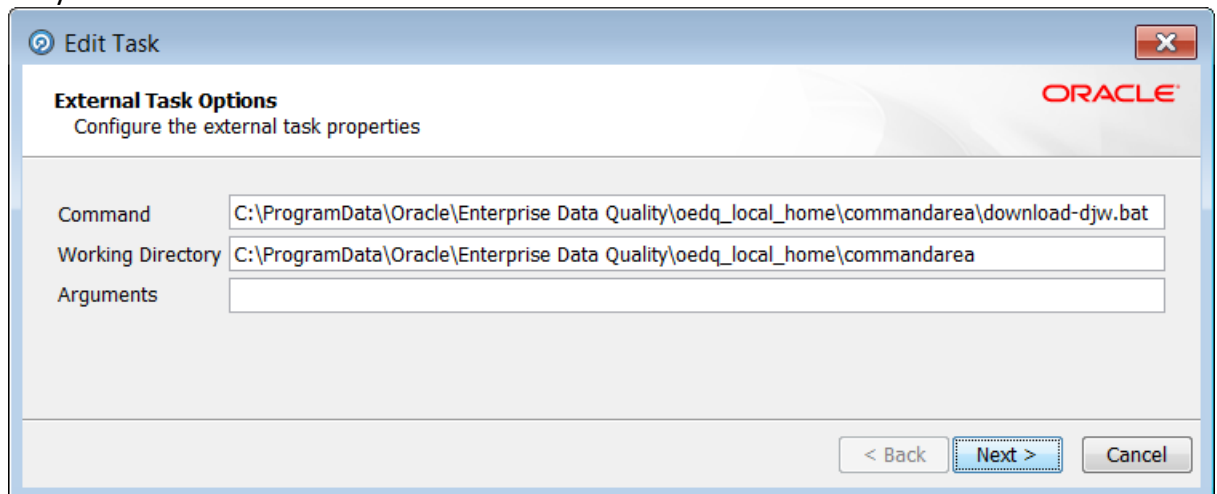 Edit Task
External Task Options
ORACLE
Configure the external task properties
Command C:\ProgramData\Oracle\Enterprise Data Quality\oedq_local_home\commandarea\download-djw.bat
Working Directory C:\ProgramData\Oracle\Enterprise Data Quality\oedq_local_home\commandarea
Arguments
< Back Next > Cancel